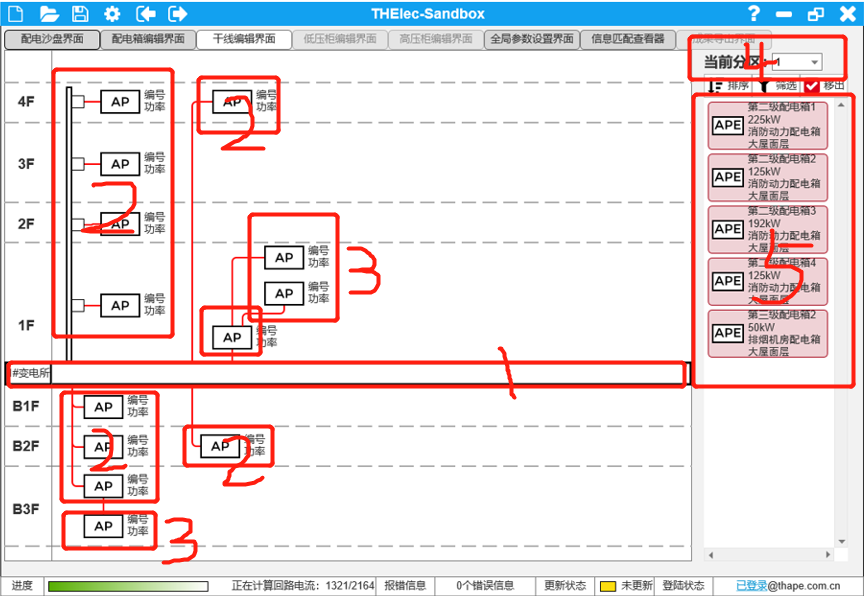 THElec-Sandbox
?
配电沙盘界面 配电箱编辑界面 干线编辑界面 低压柜编辑界面 高压柜编辑界面 全局参数设置界面 信息匹配查看器 成果导出界面
当前分区: 1
4
排序 筛选 移出
4F
AP 编号
功率
AP 编号
功率
2
3F
AP 编号
功率
2
2F
AP 编号
功率
AP 编号
功率
AP 编号
功率
3
1F
AP 编号
功率
AP 编号
功率
#变电所
1
B1F
AP 编号
功率
B2F
AP 编号
功率
2
AP 编号
功率
2
AP 编号
功率
B3F
AP 编号
功率
3
APE
第二级配电箱1
225kW
消防动力配电箱
大屋面层
APE
第二级配电箱2
125kW
消防动力配电箱
大屋面层
APE
第二级配电箱3
192kW
消防动力配电箱
大屋面层
APE
第二级配电箱4
125kW
消防动力配电箱
大屋面层
APE
第三级配电箱2
50kW
排烟机房配电箱
大屋面层
5
进度 正在计算回路电流: 1321/2164 报错信息 0个错误信息 更新状态 未更新 登陆状态 已登录@thape.com.cn